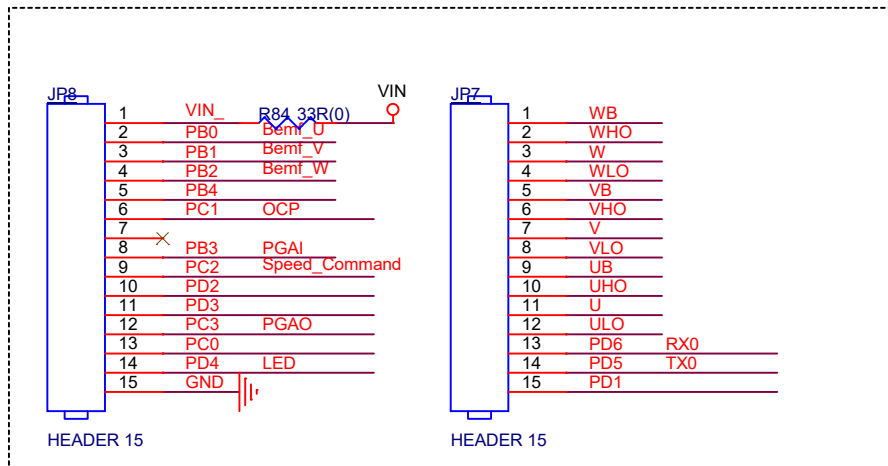 JP8
VIN
1 VIN_ R84 33R(0)
2 PB0 Bemf_U
3 PB1 Bemf_V
4 PB2 Bemf_W
5 PB4
6 PC1 OCP
7
8 PB3 PGAI
9 PC2 Speed_Command
10 PD2
11 PD3
12 PC3 PGAO
13 PC0
14 PD4 LED
15 GND
HEADER 15
JP7
1 WB
2 WHO
3 W
4 WLO
5 VB
6 VHO
7 V
8 VLO
9 UB
10 UHO
11 U
12 ULO
13 PD6 RX0
14 PD5 TX0
15 PD1
HEADER 15